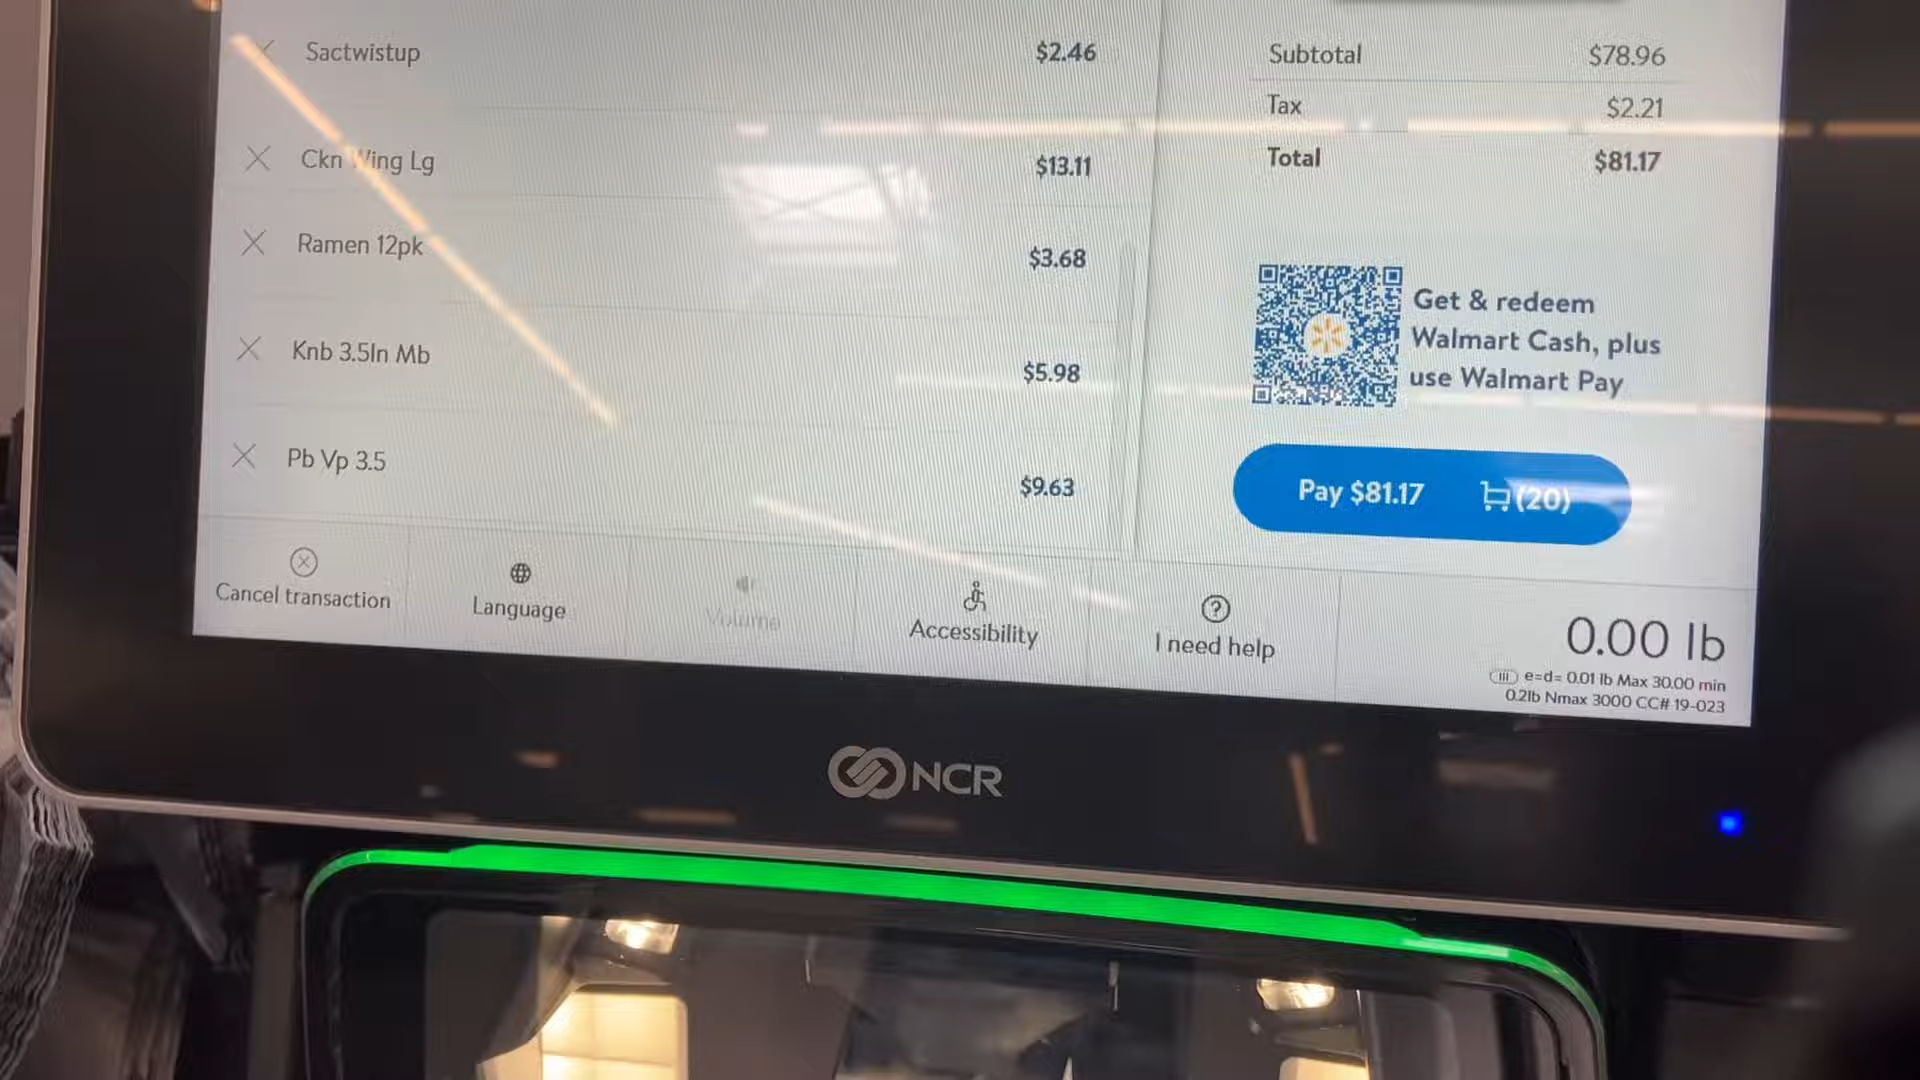 Sactwistup $2.46
Ckn Wing Lg $13.11
Ramen 12pk $3.68
Knb 3.5In Mb $5.98
Pb Vp 3.5 $9.63
Subtotal $78.96
Tax $2.21
Total $81.17
Get & redeem
Walmart Cash, plus
use Walmart Pay
Pay $81.17 (20)
Cancel transaction
Language
Volume
Accessibility
I need help
0.00 lb
III e=d= 0.01 lb Max 30.00 min
0.2lb Nmax 3000 CC# 19-023
NCR